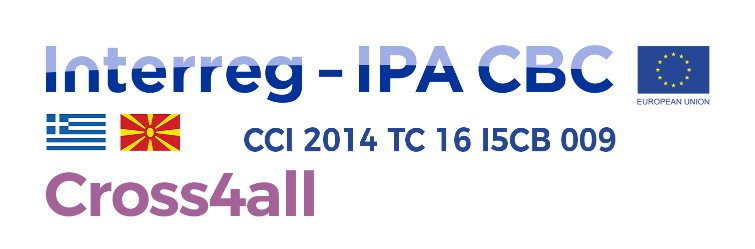 Interreg – IPA CBC
EUROPEAN UNION
CCI 2014 TC 16 I5CB 009
Cross4all